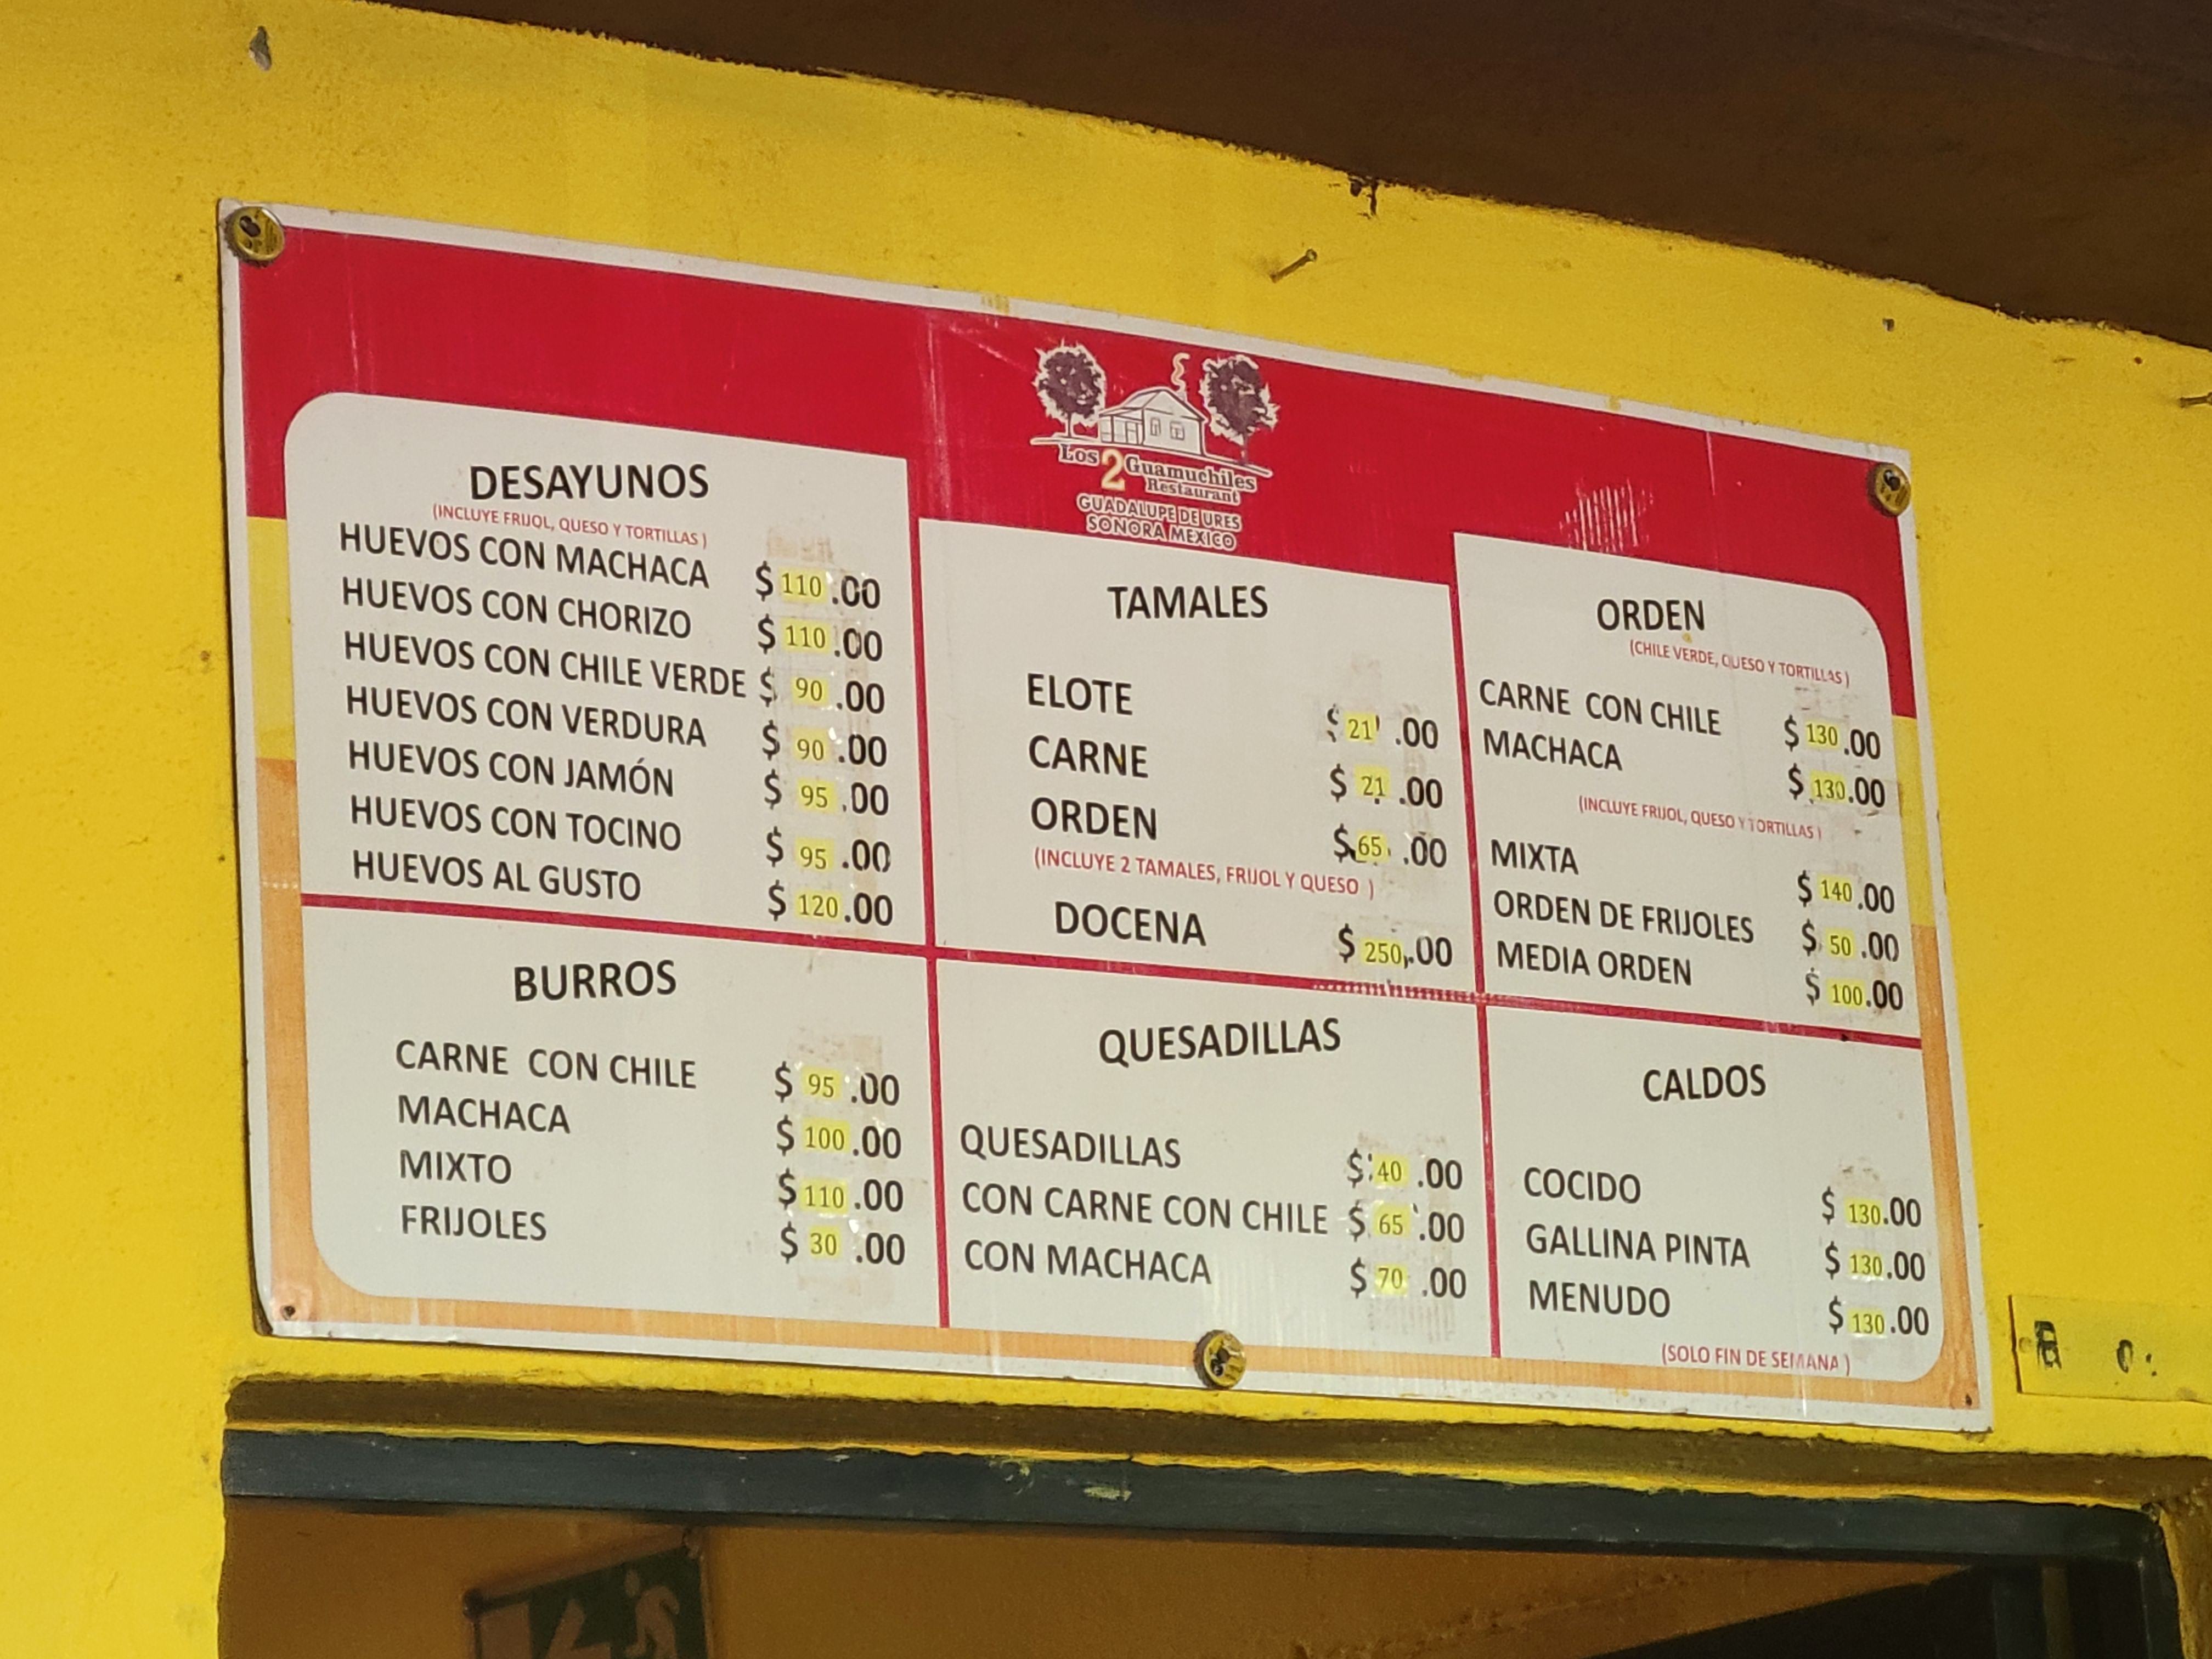 Los 2 Guamuchiles
Restaurant
GUADALUPE DE URES
SONORA MEXICO
DESAYUNOS
(INCLUYE FRIJOL, QUESO Y TORTILLAS)
HUEVOS CON MACHACA $ 110.00
HUEVOS CON CHORIZO $ 110.00
HUEVOS CON CHILE VERDE $ 90.00
HUEVOS CON VERDURA $ 90.00
HUEVOS CON JAMÓN $ 95.00
HUEVOS CON TOCINO $ 95.00
HUEVOS AL GUSTO $ 120.00
TAMALES
ELOTE $ 21.00
CARNE $ 21.00
ORDEN $ 65.00
(INCLUYE 2 TAMALES, FRIJOL Y QUESO )
DOCENA $ 250.00
ORDEN
(CHILE VERDE, QUESO Y TORTILLAS)
CARNE CON CHILE $ 130.00
MACHACA $ 130.00
(INCLUYE FRIJOL, QUESO Y TORTILLAS )
MIXTA $ 140.00
ORDEN DE FRIJOLES $ 50.00
MEDIA ORDEN $ 100.00
BURROS
CARNE CON CHILE $ 95.00
MACHACA $ 100.00
MIXTO $ 110.00
FRIJOLES $ 30.00
QUESADILLAS
QUESADILLAS $ 40.00
CON CARNE CON CHILE $ 65.00
CON MACHACA $ 70.00
CALDOS
COCIDO $ 130.00
GALLINA PINTA $ 130.00
MENUDO $ 130.00
(SOLO FIN DE SEMANA )